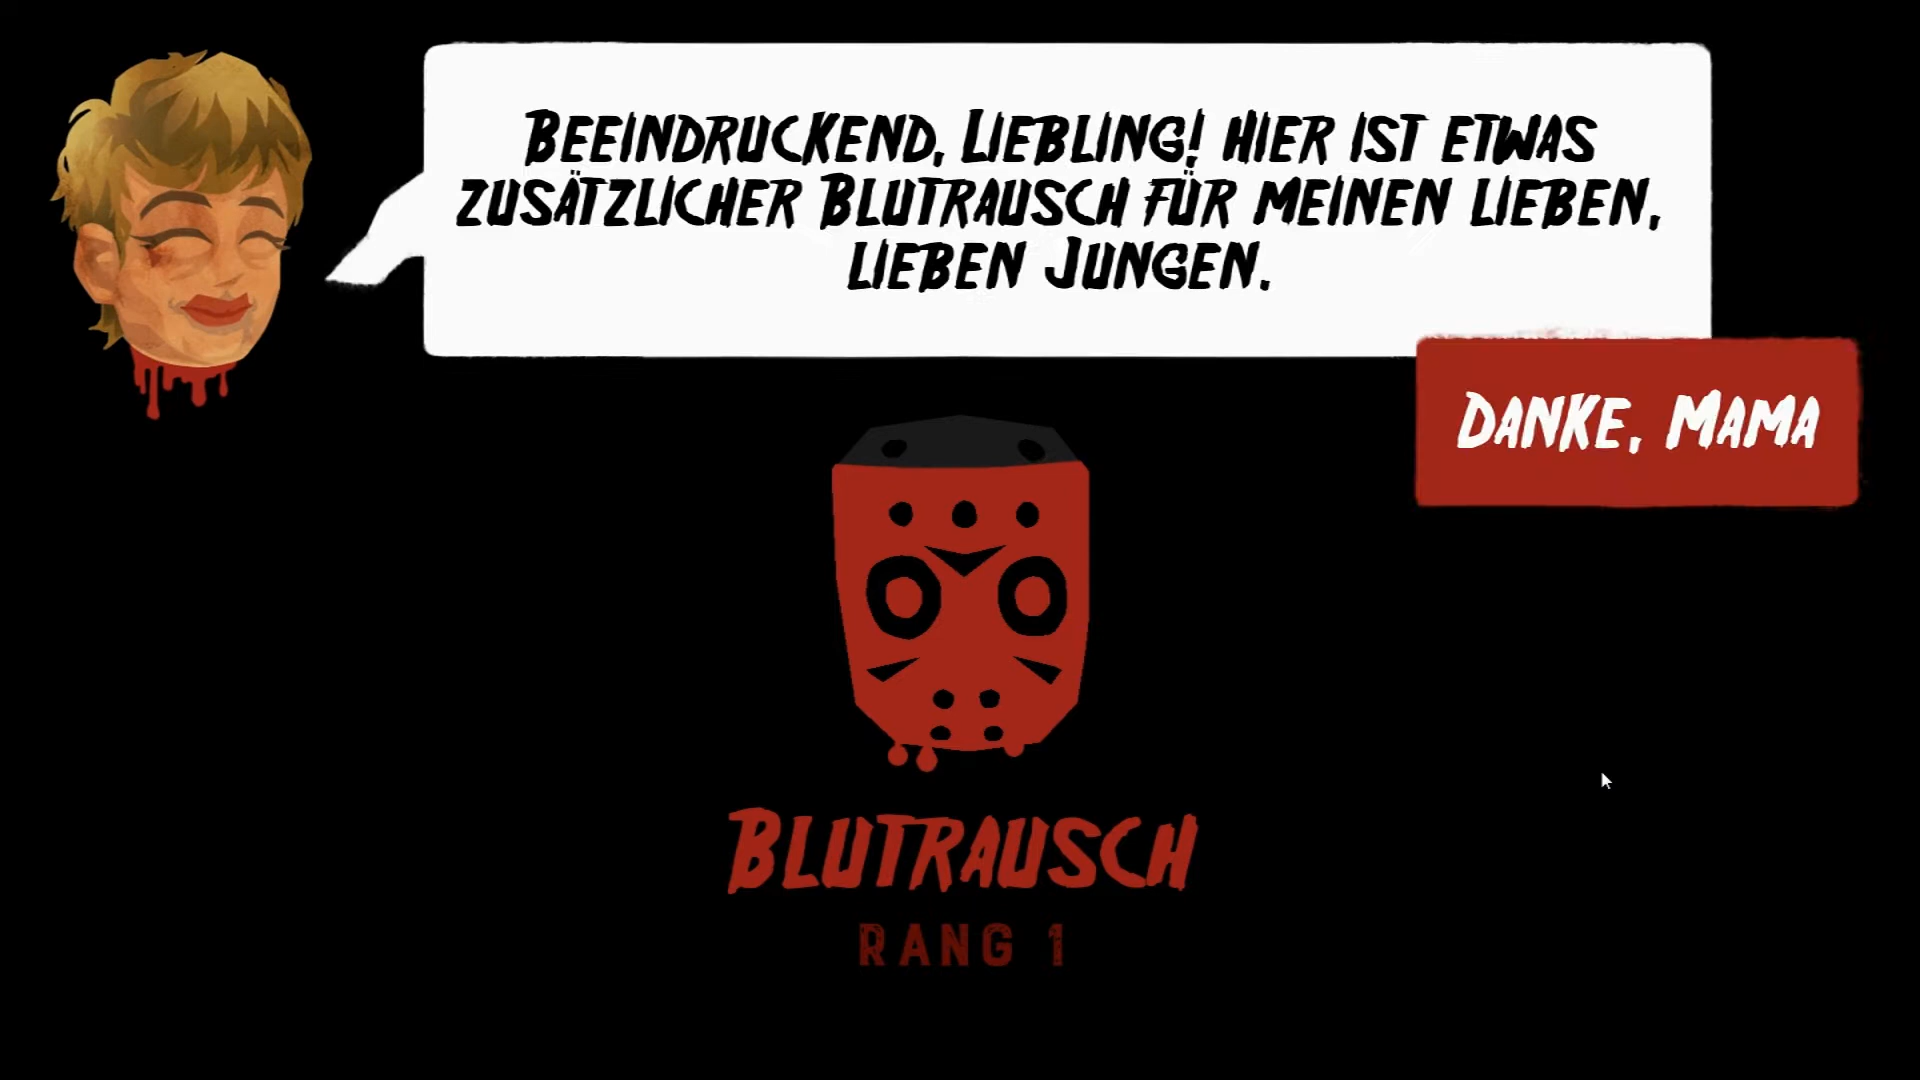 Beeindruckend, Liebling! Hier ist etwas
zusätzlicher Blutrausch für meinen lieben,
lieben Jungen.
Danke, Mama
Blutrausch
RANG 1